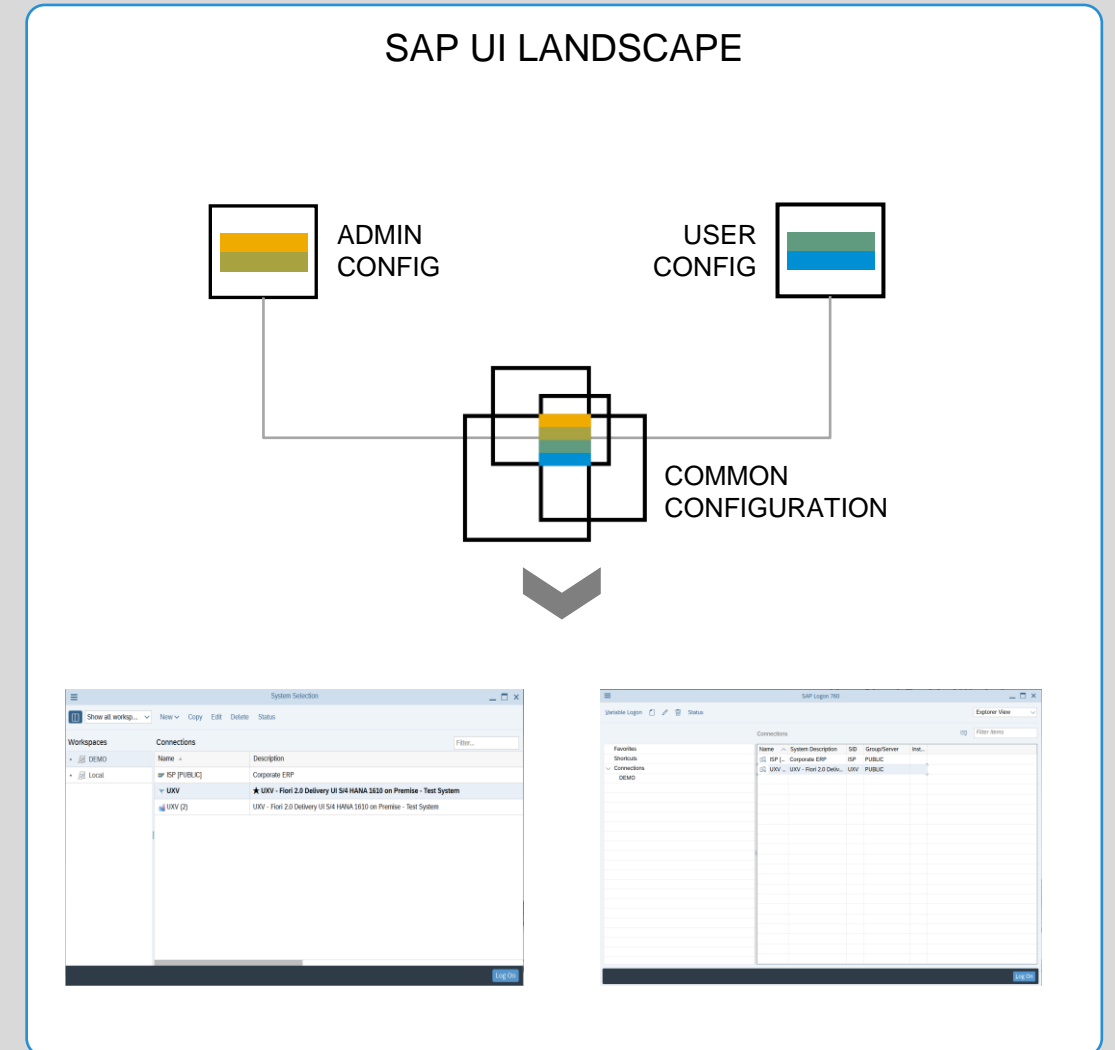 SAP UI LANDSCAPE
ADMIN
CONFIG
USER
CONFIG
COMMON
CONFIGURATION
System Selection
Show all worksp... New Copy Edit Delete Status
Workspaces Connections Filter...
DEMO Name Description
Local ISP [PUBLIC] Corporate ERP
UXV ★ UXV - Fiori 2.0 Delivery UI S/4 HANA 1610 on Premise - Test System
UXV (2) UXV - Fiori 2.0 Delivery UI S/4 HANA 1610 on Premise - Test System
Log On
SAP Logon 760
Variable Logon Status Explorer View
Connections Filter items
Favorites Name System Description SID Group/Server Inst...
Shortcuts ISP [... Corporate ERP ISP PUBLIC
Connections UXV ... UXV - Fiori 2.0 Deliv... UXV PUBLIC
DEMO
Log On